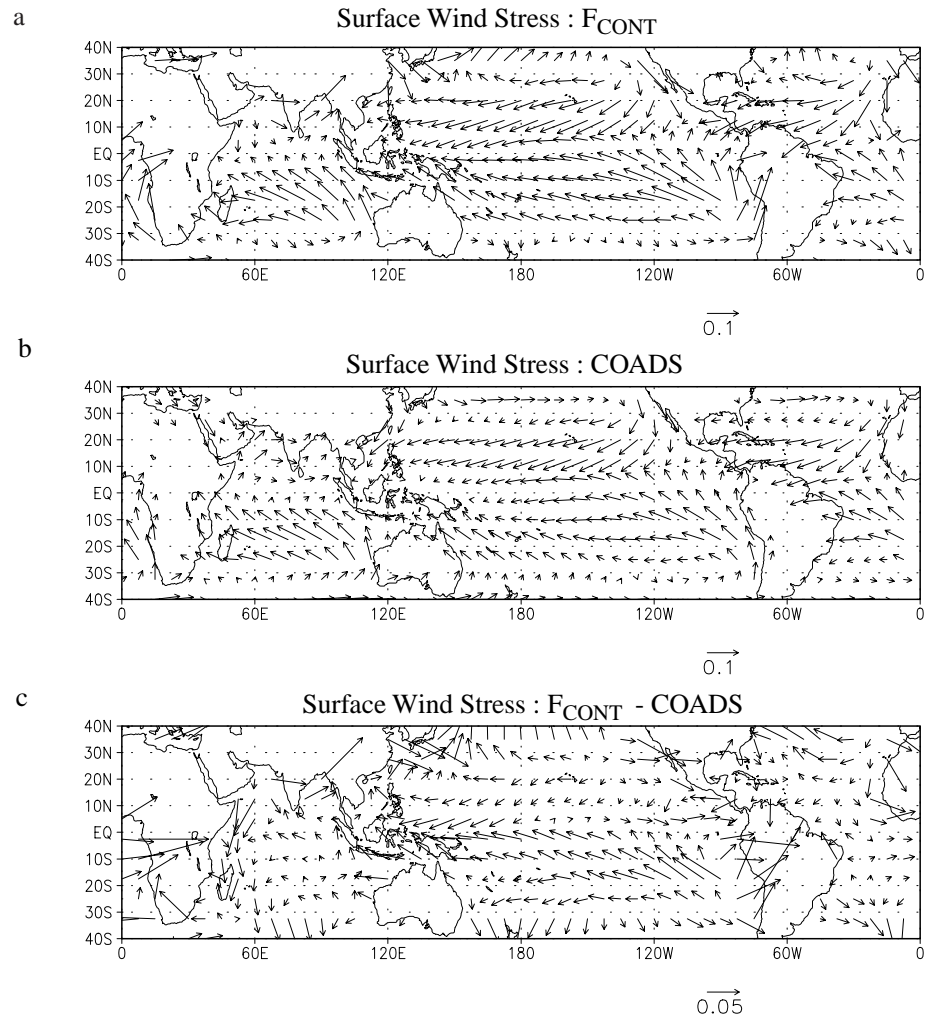 a
Surface Wind Stress : F_CONT
40N
30N
20N
10N
EQ
10S
20S
30S
40S
0 60E 120E 180 120W 60W 0
0.1
b
Surface Wind Stress : COADS
40N
30N
20N
10N
EQ
10S
20S
30S
40S
0 60E 120E 180 120W 60W 0
0.1
c
Surface Wind Stress : F_CONT - COADS
40N
30N
20N
10N
EQ
10S
20S
30S
40S
0 60E 120E 180 120W 60W 0
0.05